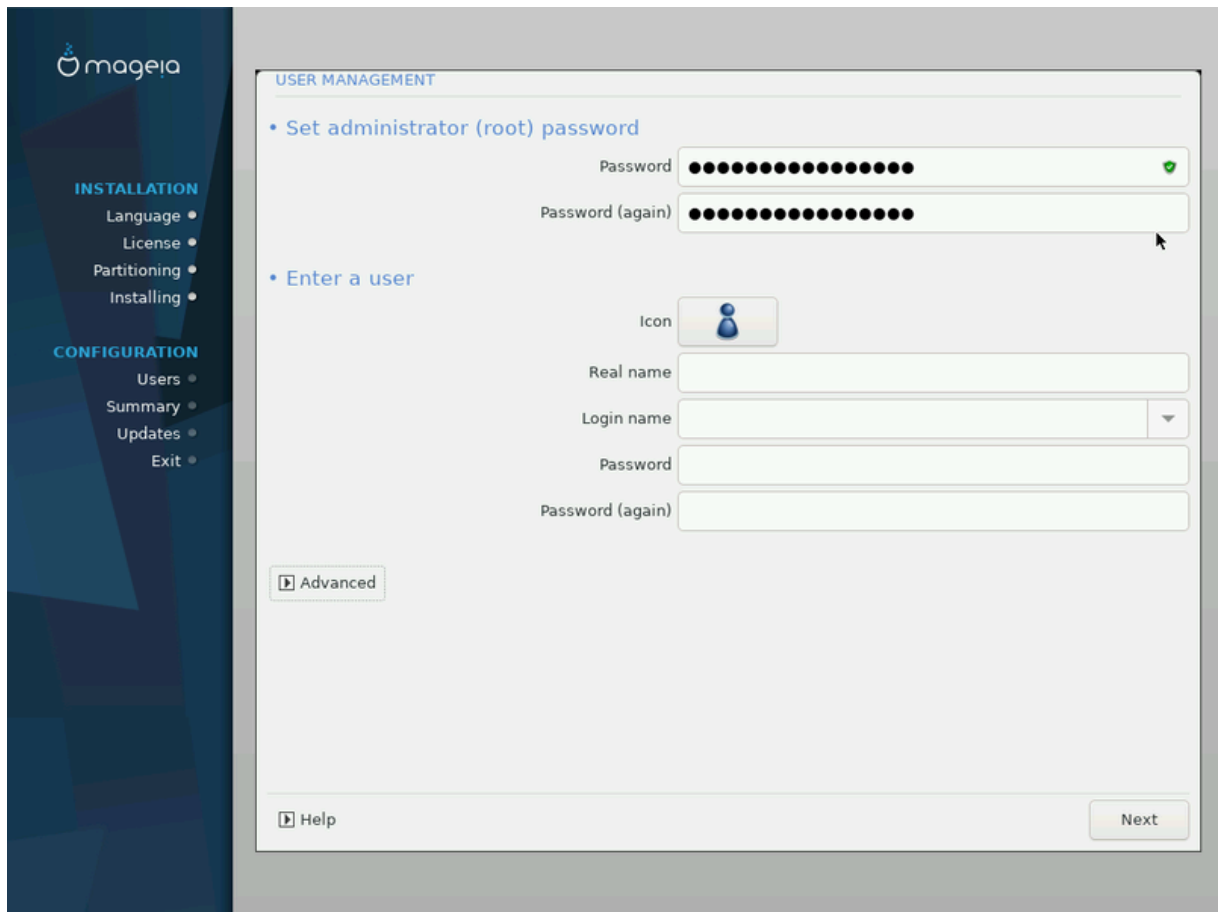 mageia
INSTALLATION
Language
License
Partitioning
Installing
CONFIGURATION
Users
Summary
Updates
Exit
USER MANAGEMENT
• Set administrator (root) password
Password ●●●●●●●●●●●●●●●●
Password (again) ●●●●●●●●●●●●●●●●
• Enter a user
Icon
Real name
Login name
Password
Password (again)
Advanced
Help
Next